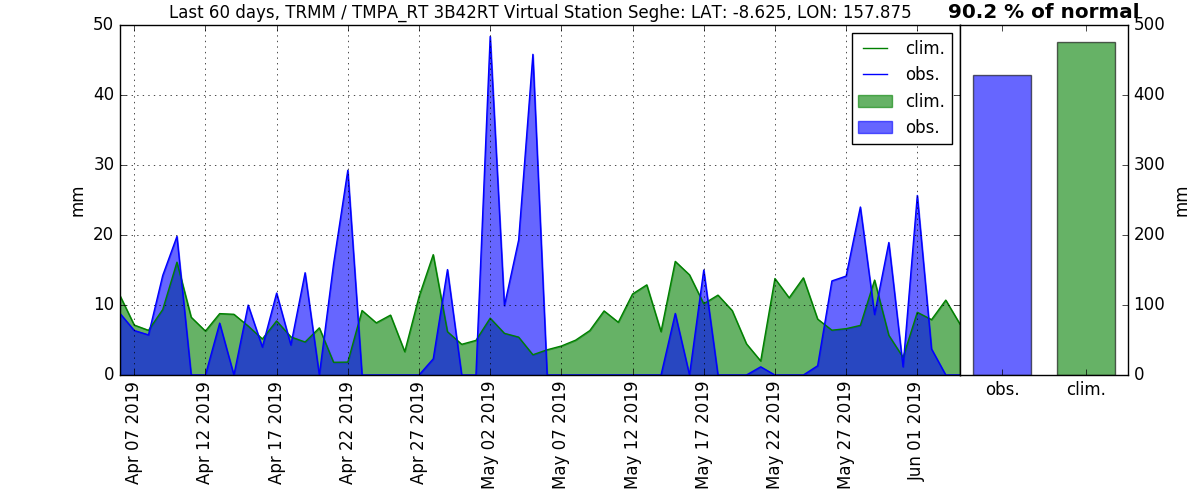 Last 60 days, TRMM / TMPA_RT 3B42RT Virtual Station Seghe: LAT: -8.625, LON: 157.875
90.2 % of normal
50
40
30
20
10
0
mm
clim.
obs.
clim.
obs.
500
400
300
200
100
0
mm
Apr 07 2019
Apr 12 2019
Apr 17 2019
Apr 22 2019
Apr 27 2019
May 02 2019
May 07 2019
May 12 2019
May 17 2019
May 22 2019
May 27 2019
Jun 01 2019
obs.
clim.